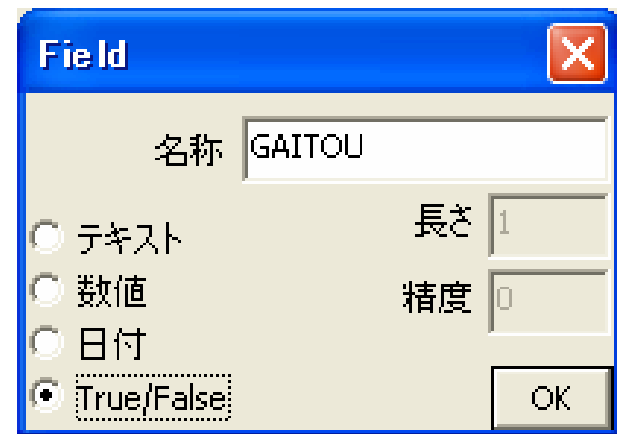 Field
名称 GAITOU
テキスト 長さ 1
数値 精度 0
日付
True/False OK